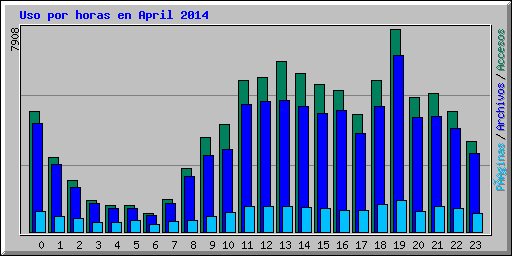 Uso por horas en April 2014
7908
Páginas / Archivos / Accesos
0 1 2 3 4 5 6 7 8 9 10 11 12 13 14 15 16 17 18 19 20 21 22 23